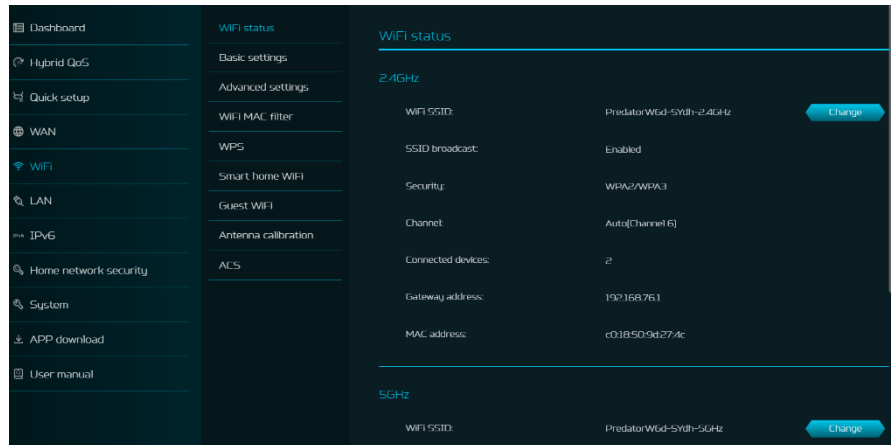 Dashboard
Hybrid QoS
Quick setup
WAN
WiFi
LAN
IPv6
Home network security
System
APP download
User manual
WiFi status
Basic settings
Advanced settings
WiFi MAC filter
WPS
Smart home WiFi
Guest WiFi
Antenna calibration
ACS
WiFi status
2.4GHz
WiFi SSID: PredatorW6d-SYdh-2.4GHz Change
SSID broadcast: Enabled
Security: WPA2/WPA3
Channel: Auto(Channel 6)
Connected devices: 2
Gateway address: 192.168.76.1
MAC address: c0:18:50:9d:27:4c
5GHz
WiFi SSID: PredatorW6d-SYdh-5GHz Change